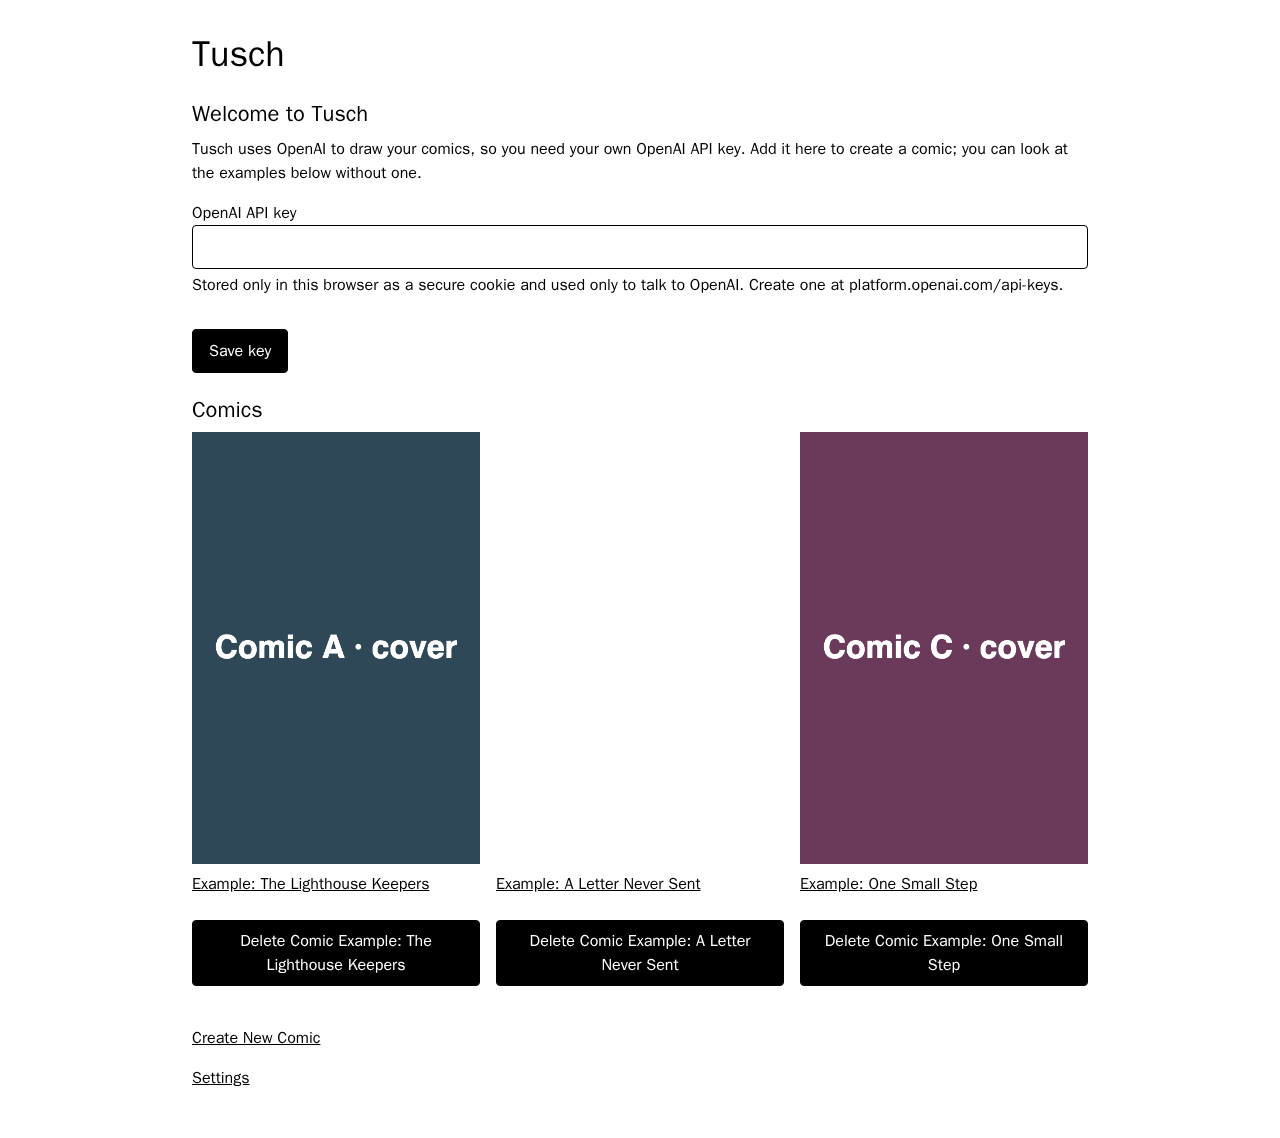 Tusch
Welcome to Tusch
Tusch uses OpenAI to draw your comics, so you need your own OpenAI API key. Add it here to create a comic; you can look at
the examples below without one.
OpenAI API key
Stored only in this browser as a secure cookie and used only to talk to OpenAI. Create one at platform.openai.com/api-keys.
Save key
Comics
Comic A · cover
Comic C · cover
Example: The Lighthouse Keepers
Example: A Letter Never Sent
Example: One Small Step
Delete Comic Example: The
Lighthouse Keepers
Delete Comic Example: A Letter
Never Sent
Delete Comic Example: One Small
Step
Create New Comic
Settings